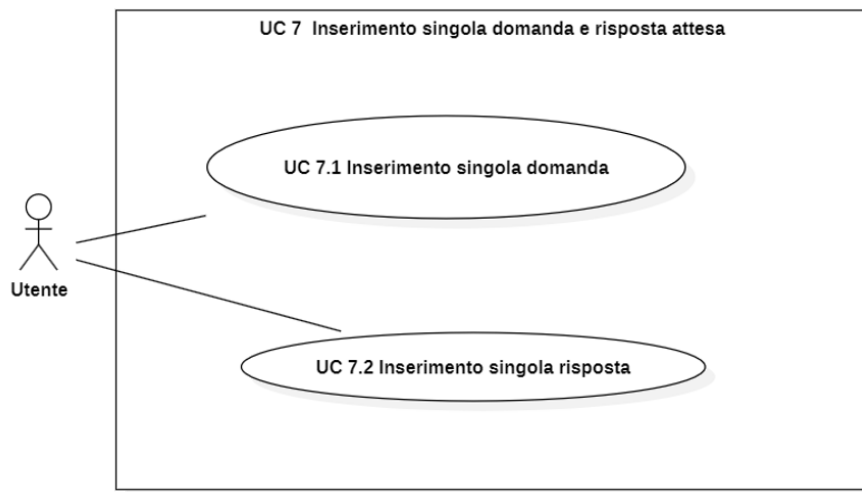 UC 7 Inserimento singola domanda e risposta attesa
UC 7.1 Inserimento singola domanda
Utente
UC 7.2 Inserimento singola risposta